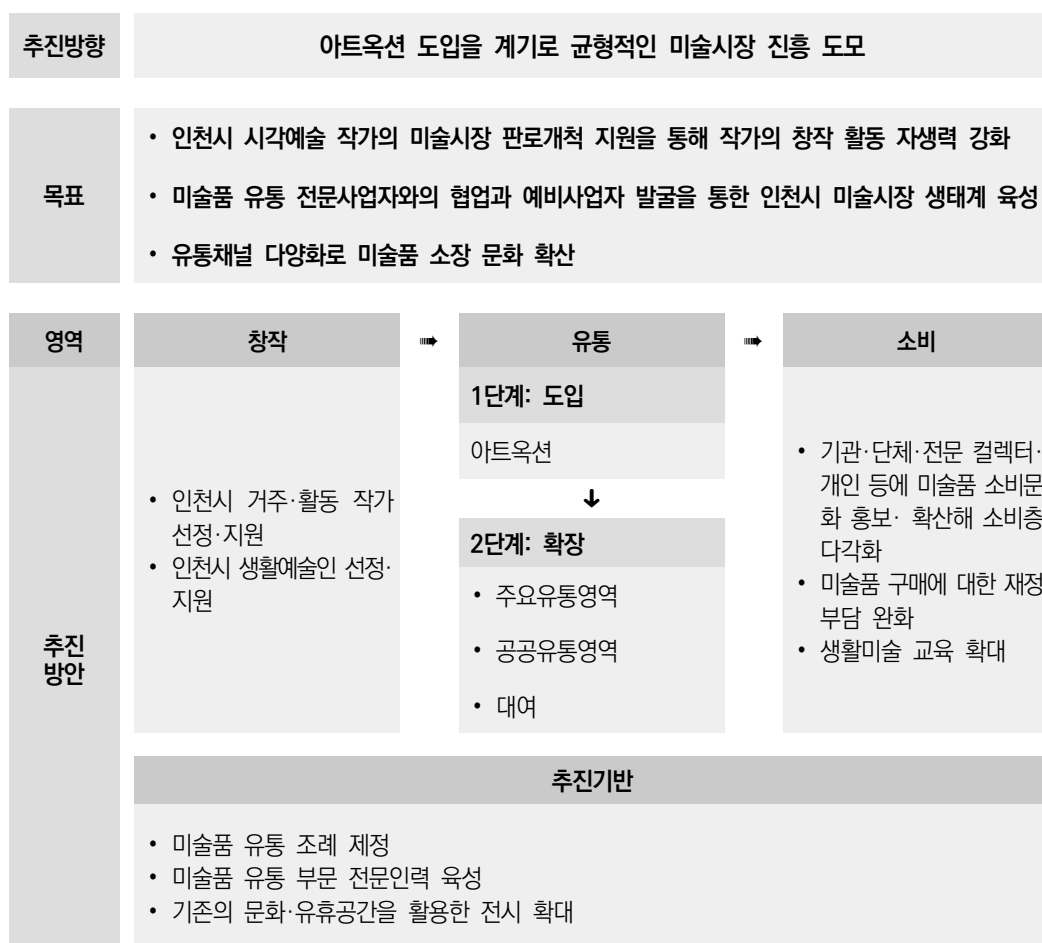 추진방향
아트옥션 도입을 계기로 균형적인 미술시장 진흥 도모
목표
• 인천시 시각예술 작가의 미술시장 판로개척 지원을 통해 작가의 창작 활동 자생력 강화
• 미술품 유통 전문사업자와의 협업과 예비사업자 발굴을 통한 인천시 미술시장 생태계 육성
• 유통채널 다양화로 미술품 소장 문화 확산
영역
창작
➠
유통
➠
소비
추진
방안
• 인천시 거주·활동 작가
선정·지원
• 인천시 생활예술인 선정·
지원
1단계: 도입
아트옥션
↓
2단계: 확장
• 주요유통영역
• 공공유통영역
• 대여
• 기관·단체·전문 컬렉터·
개인 등에 미술품 소비문
화 홍보· 확산해 소비층
다각화
• 미술품 구매에 대한 재정
부담 완화
• 생활미술 교육 확대
추진기반
• 미술품 유통 조례 제정
• 미술품 유통 부문 전문인력 육성
• 기존의 문화·유휴공간을 활용한 전시 확대